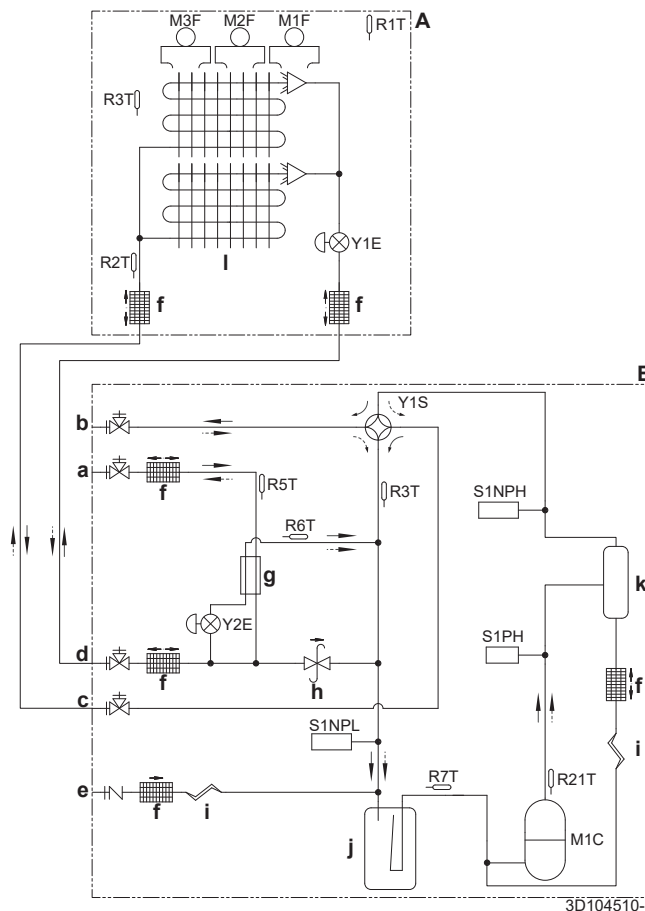 M3F M2F M1F
R1T
A
R3T
Y1E
R2T
l
f
f
B
b
Y1S
a
f
R5T
R3T
S1NPH
R6T
g
k
Y2E
S1PH
d
f
h
f
c
S1NPL
i
e
f
i
R7T
R21T
j
M1C
3D104510-